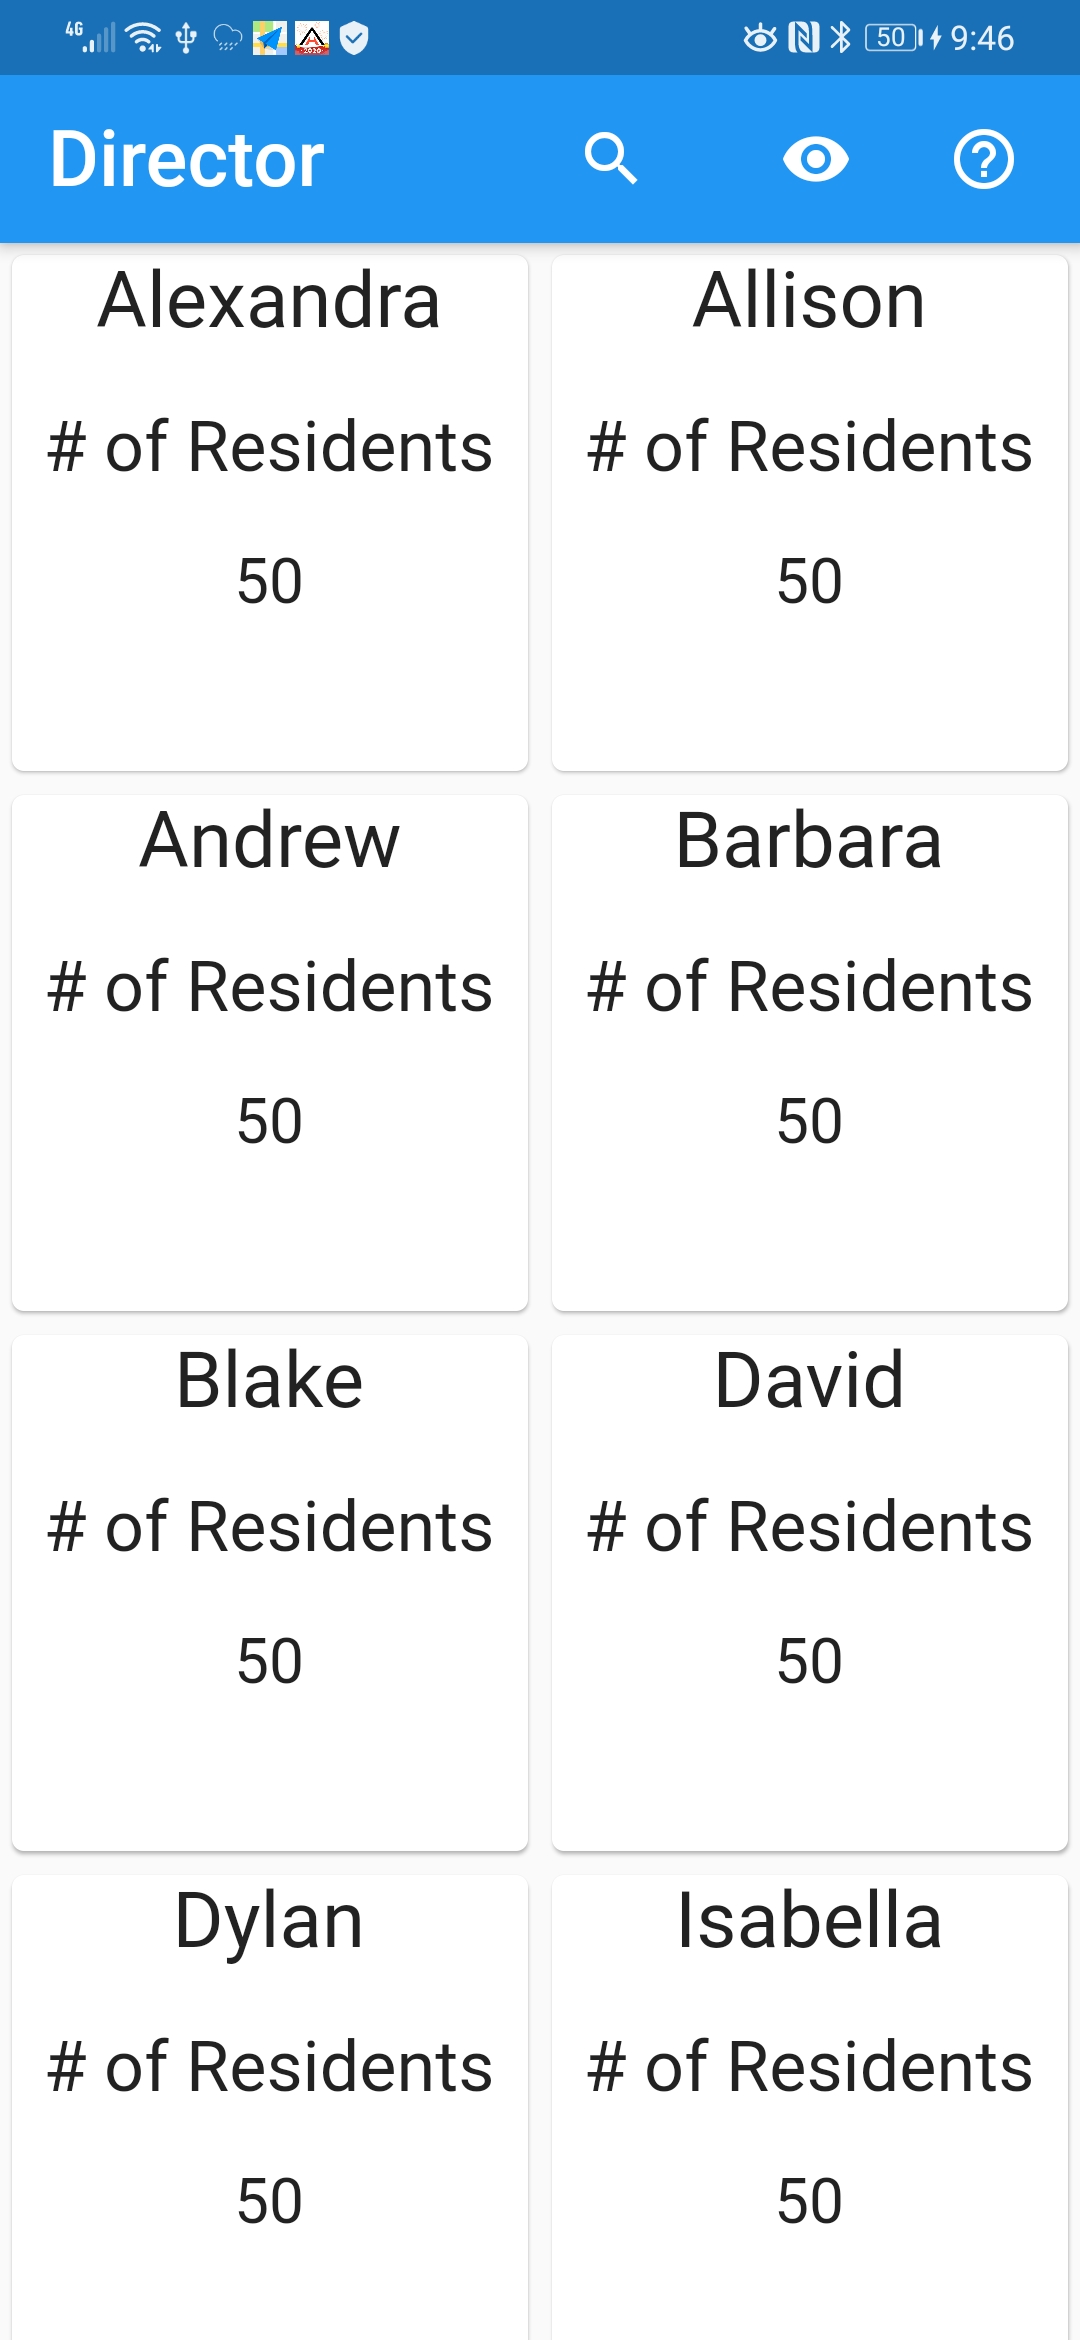 4G 50 9:46
Director
Alexandra
# of Residents
50
Allison
# of Residents
50
Andrew
# of Residents
50
Barbara
# of Residents
50
Blake
# of Residents
50
David
# of Residents
50
Dylan
# of Residents
50
Isabella
# of Residents
50